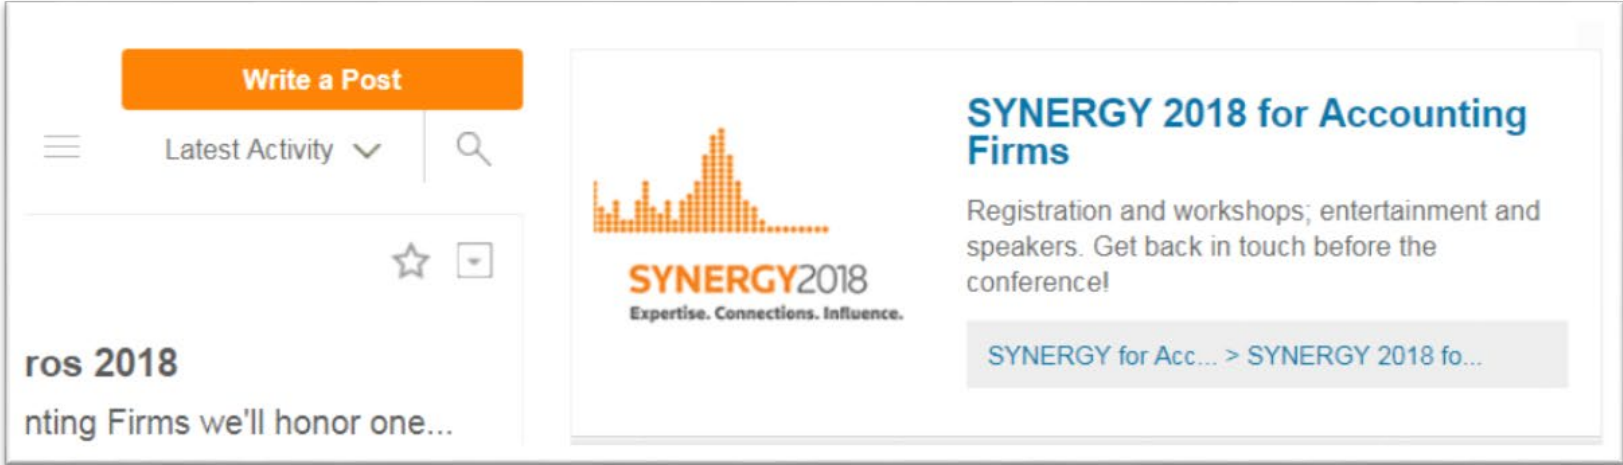 Write a Post
Latest Activity
ros 2018
nting Firms we'll honor one...
SYNERGY2018
Expertise. Connections. Influence.
SYNERGY 2018 for Accounting
Firms
Registration and workshops; entertainment and
speakers. Get back in touch before the
conference!
SYNERGY for Acc... > SYNERGY 2018 fo...